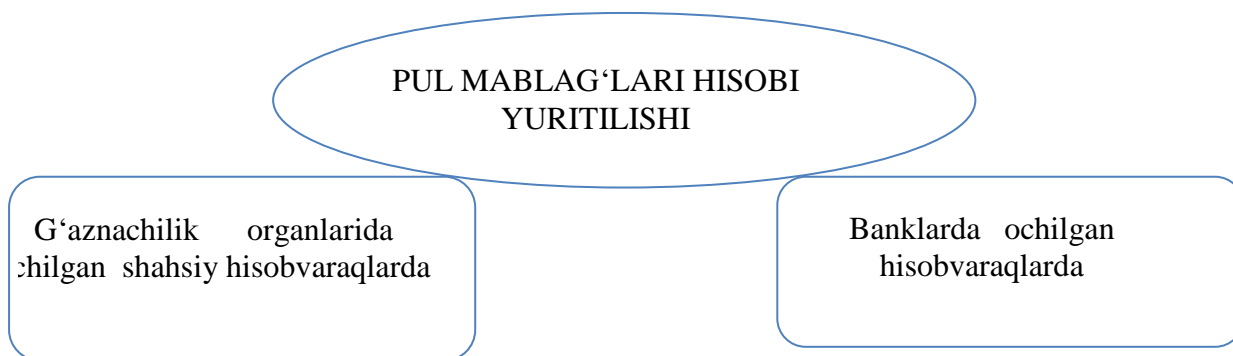 PUL MABLAG‘LARI HISOBI
YURITILISHI
G‘aznachilik organlarida
chilgan shahsiy hisobvaraqlarda
Banklarda ochilgan
hisobvaraqlarda